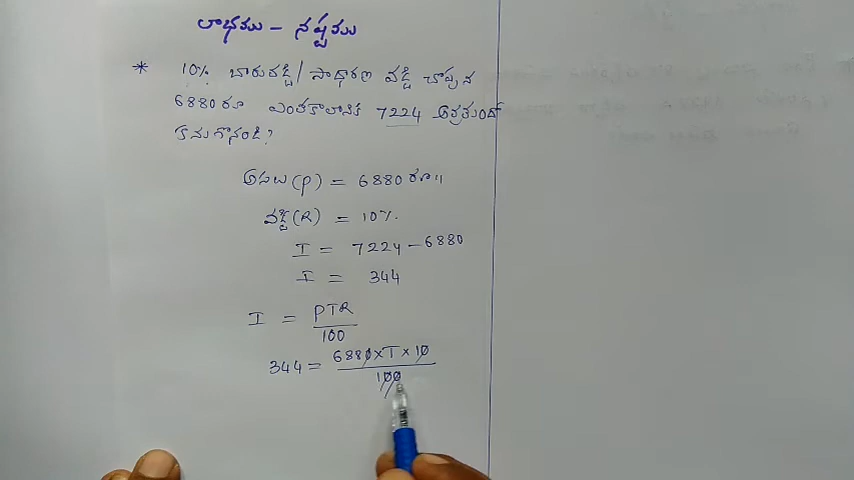 లాభము - నష్టము
* 10% బారువడ్డి / సాధారణ వడ్డి చొప్పున
6880 రూ ఎంతకాలానికి 7224 అవుతుందో
కనుగొనండి?
అసలు (P) = 6880 రూ॥
వడ్డి (R) = 10%.
I = 7224 - 6880
I = 344
I = PTR / 100
344 = 6880 × T × 10 / 100